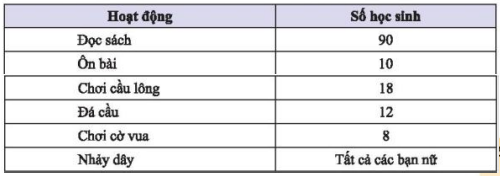 Hoạt động Số học sinh
Đọc sách 90
Ôn bài 10
Chơi cầu lông 18
Đá cầu 12
Chơi cờ vua 8
Nhảy dây Tất cả các bạn nữ